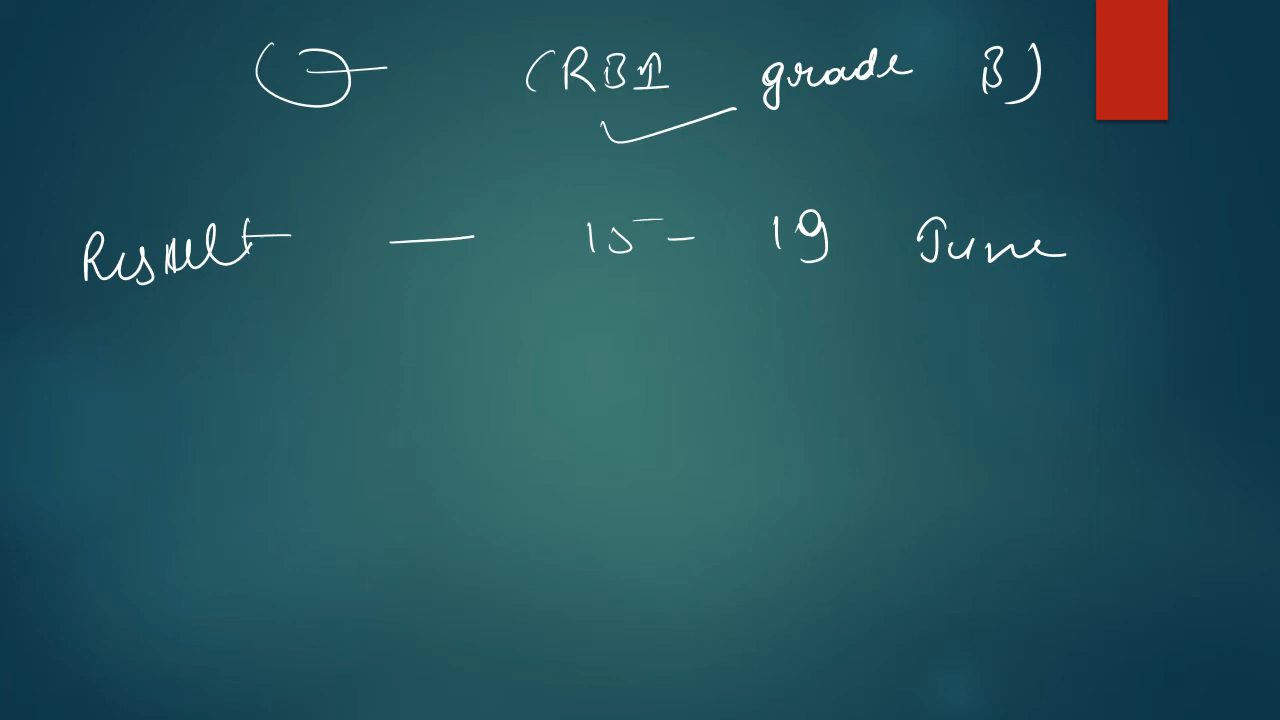 (RBI grade B)
Result — 15 - 19 June